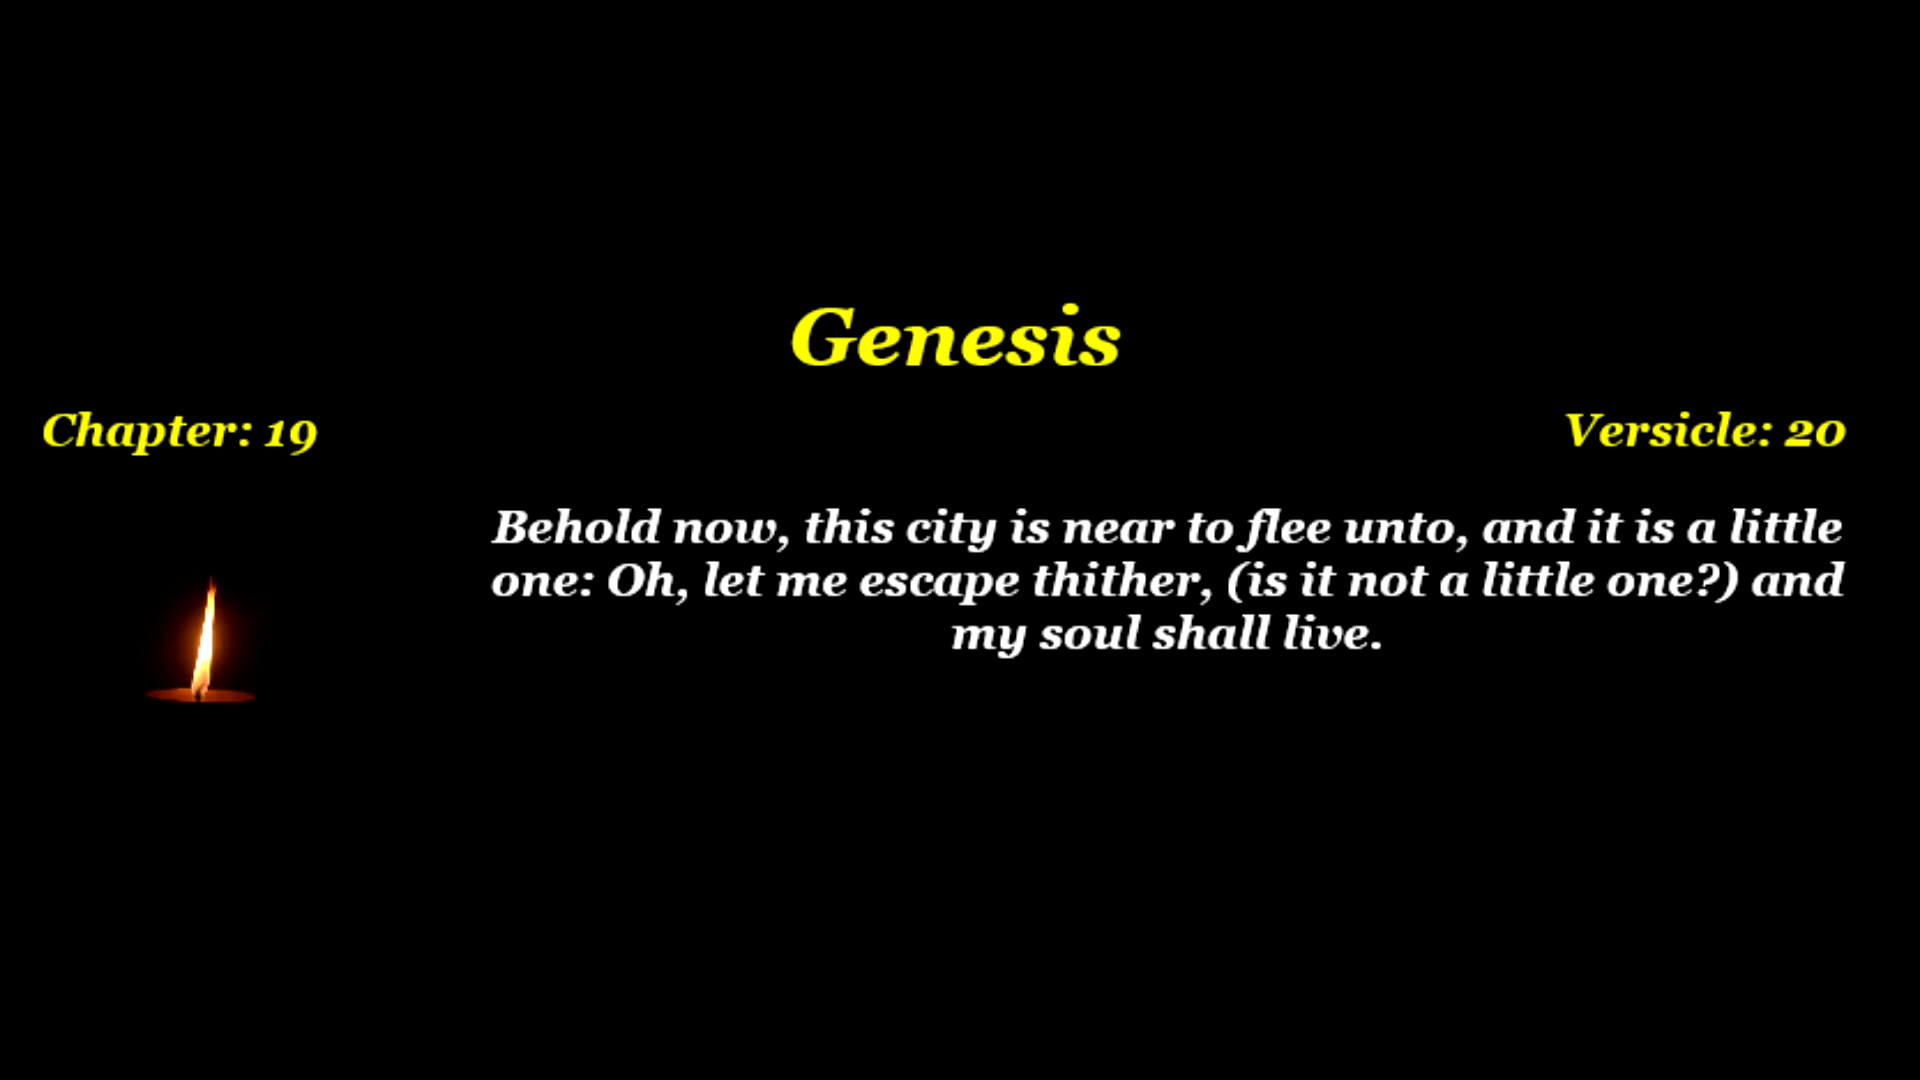 Genesis
Chapter: 19
Versicle: 20
Behold now, this city is near to flee unto, and it is a little
one: Oh, let me escape thither, (is it not a little one?) and
my soul shall live.